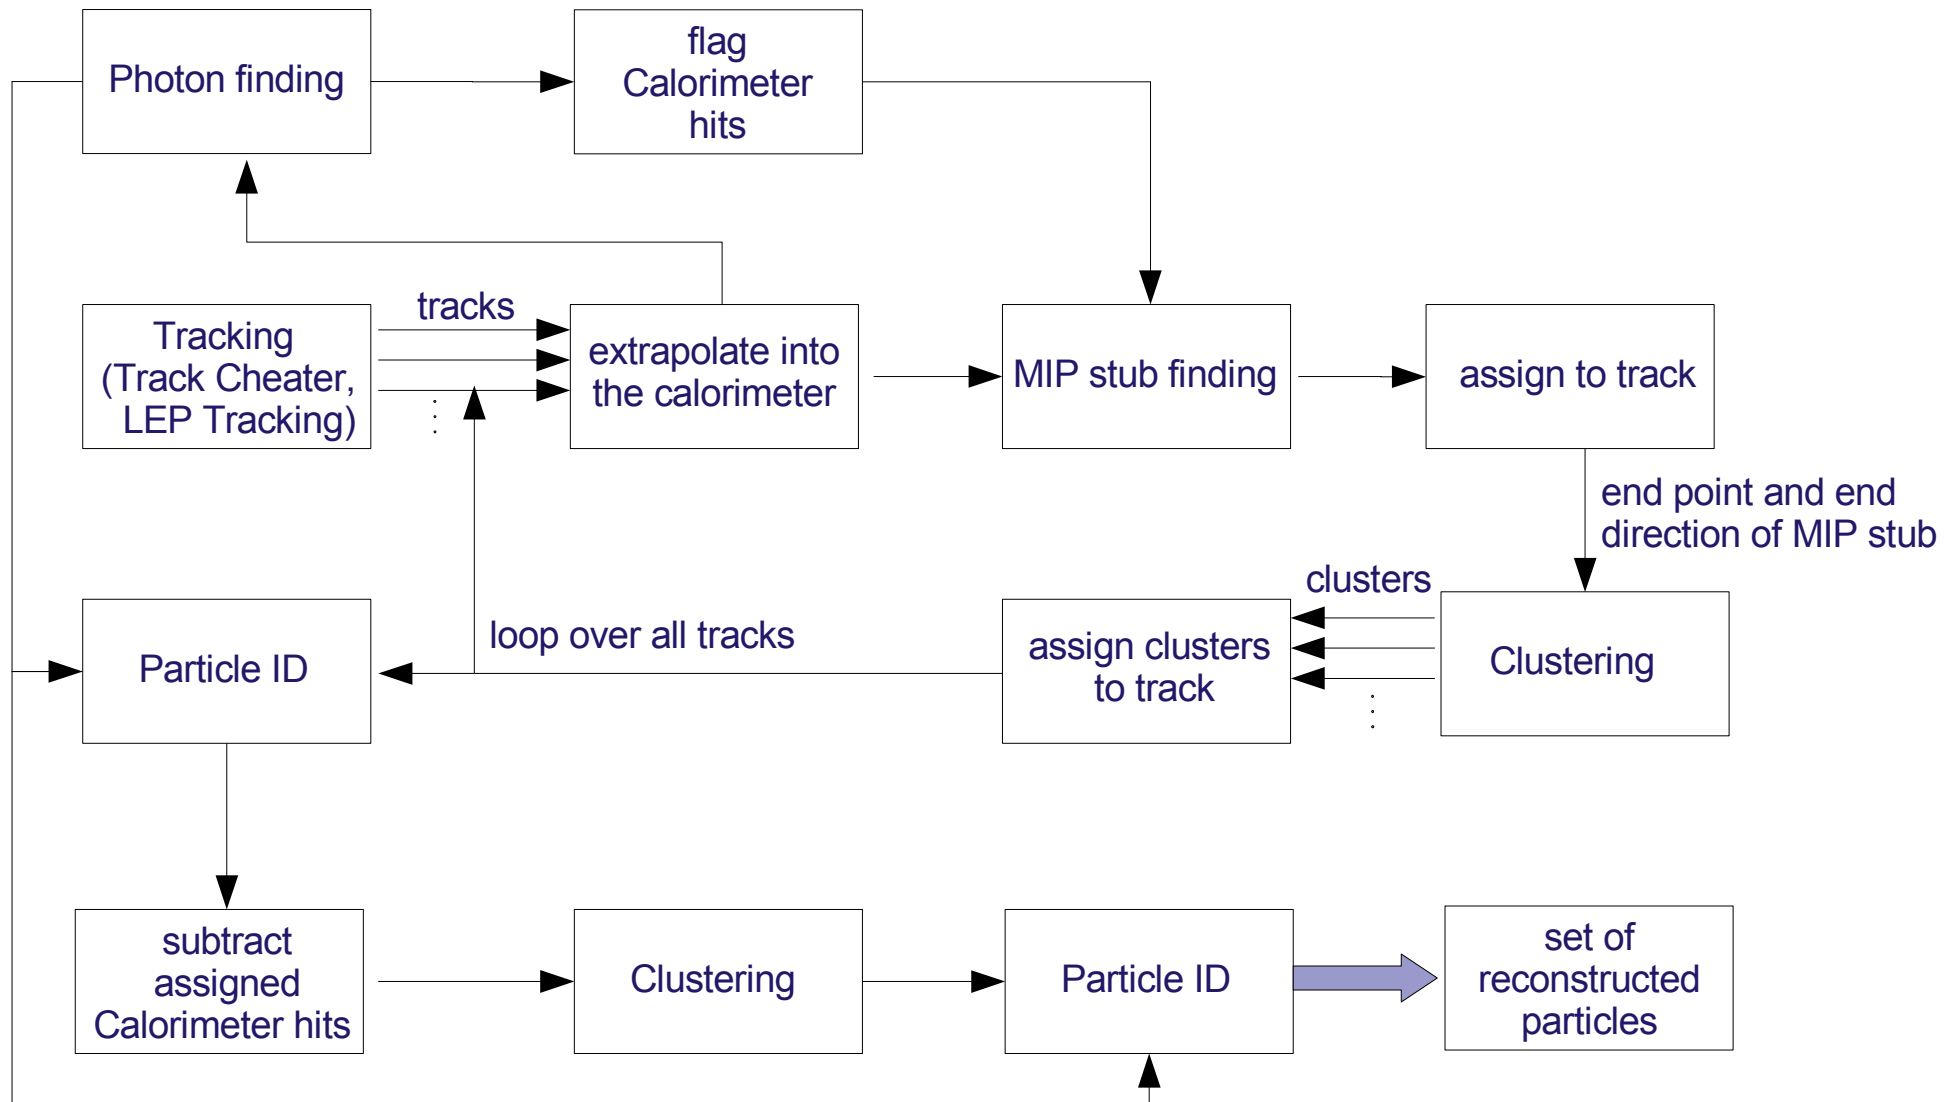 Photon finding
flag
Calorimeter
hits
tracks
Tracking
(Track Cheater,
LEP Tracking)
extrapolate into
the calorimeter
MIP stub finding
assign to track
end point and end
direction of MIP stub
clusters
loop over all tracks
Particle ID
assign clusters
to track
Clustering
subtract
assigned
Calorimeter hits
Clustering
Particle ID
set of
reconstructed
particles